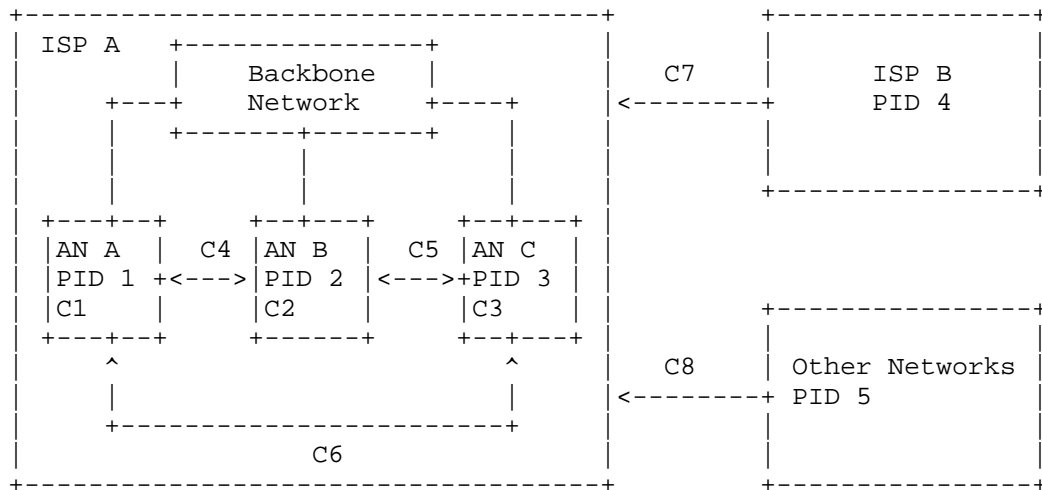 ISP A
Backbone
Network
C7
ISP B
PID 4
AN A C4 AN B C5 AN C
PID 1 PID 2 PID 3
C1 C2 C3
C8
Other Networks
PID 5
C6